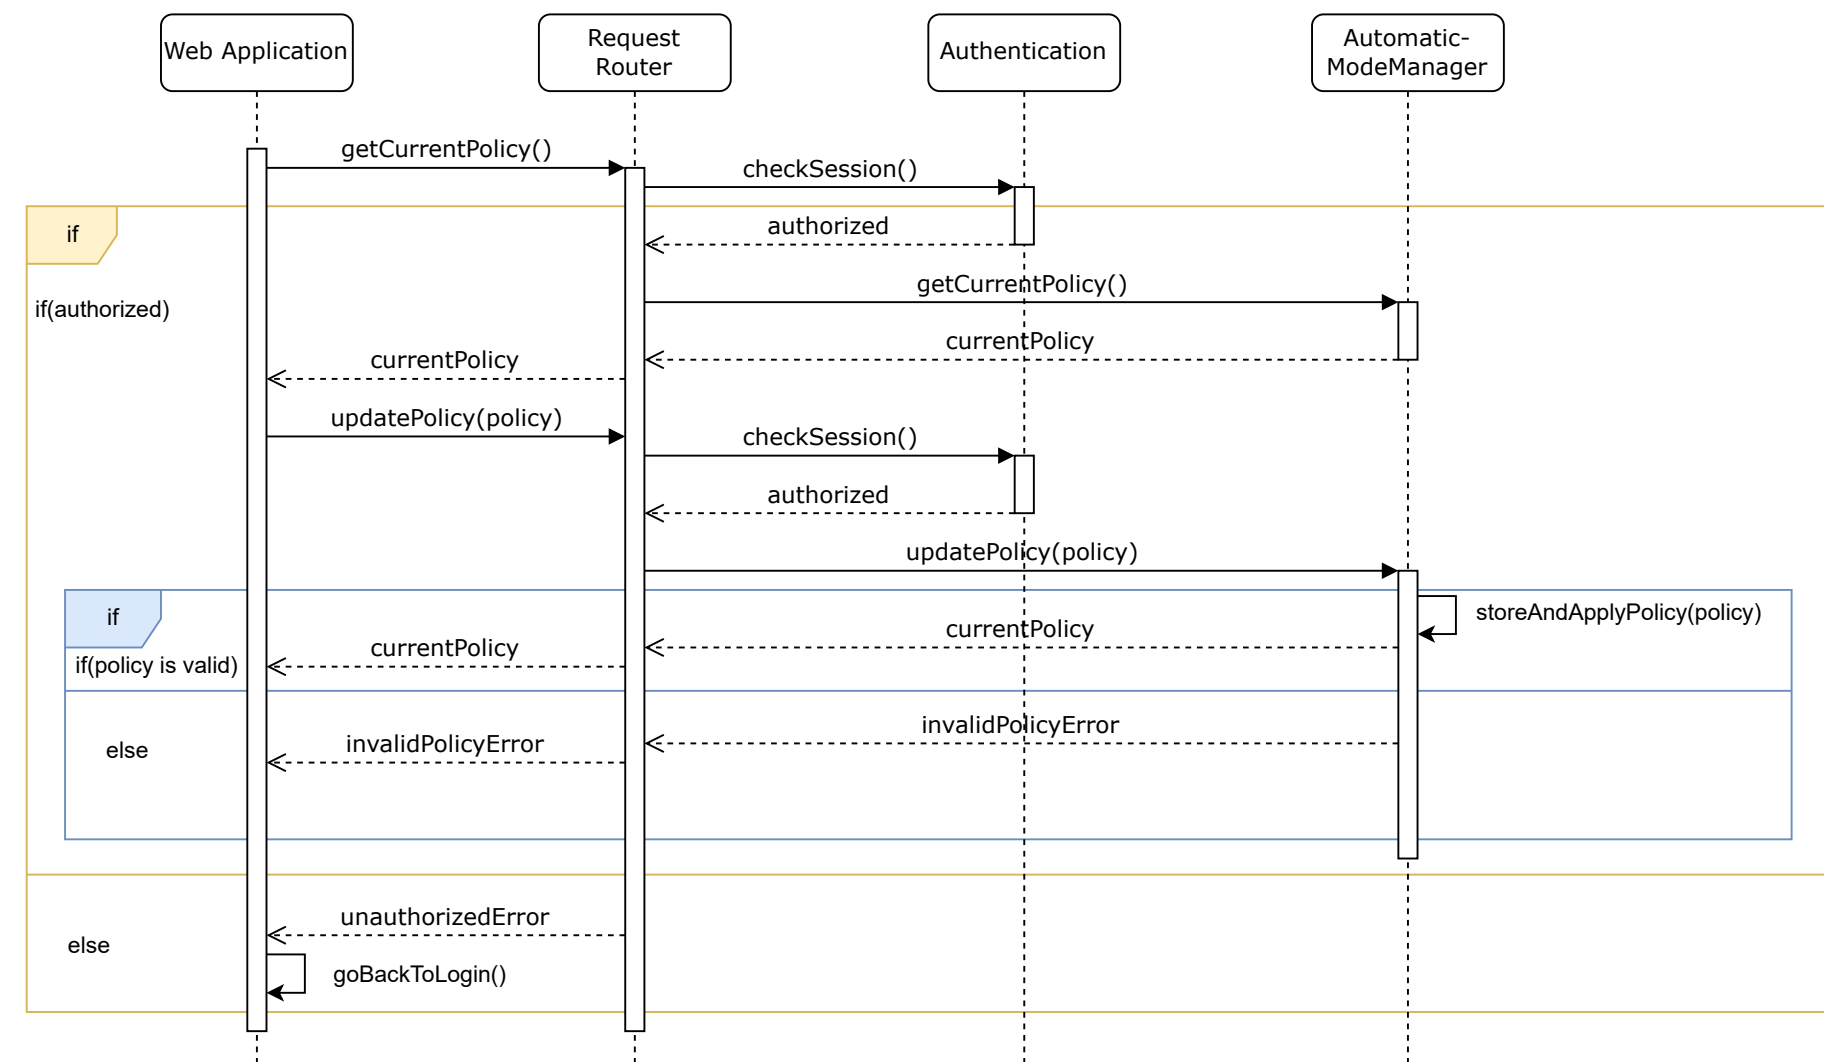 Web Application
Request
Router
Authentication
Automatic-
ModeManager
getCurrentPolicy()
checkSession()
if
authorized
if(authorized)
getCurrentPolicy()
currentPolicy
currentPolicy
updatePolicy(policy)
checkSession()
authorized
updatePolicy(policy)
if
storeAndApplyPolicy(policy)
currentPolicy
currentPolicy
if(policy is valid)
invalidPolicyError
invalidPolicyError
else
unauthorizedError
else
goBackToLogin()